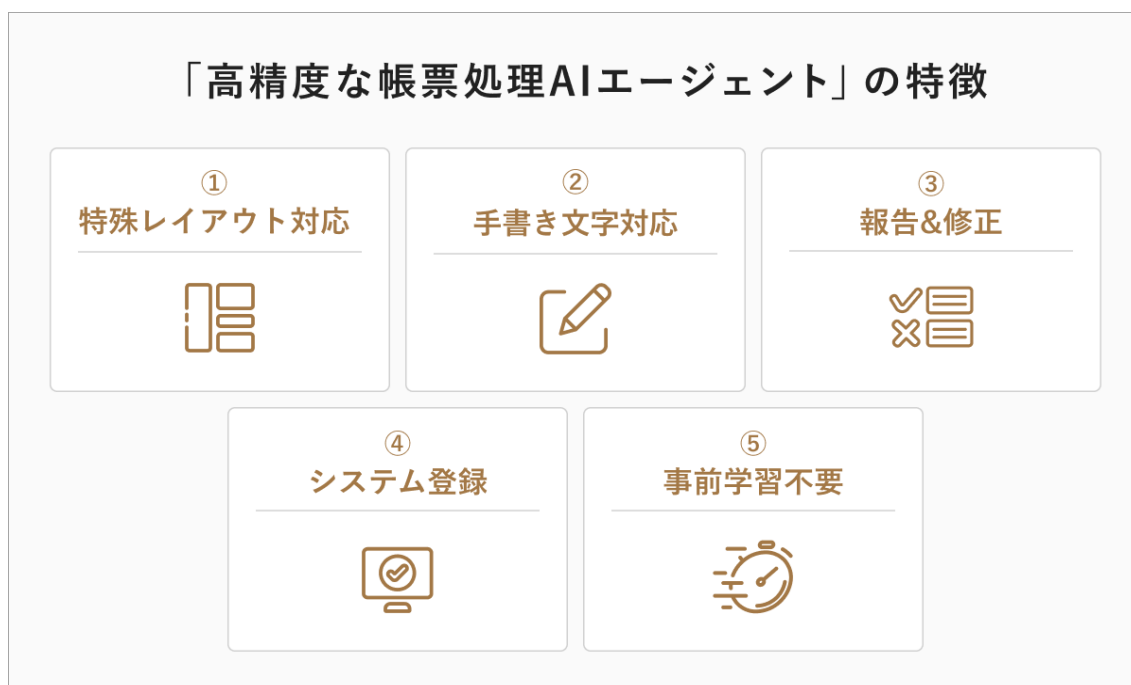 「高精度な帳票処理AIエージェント」の特徴
①
特殊レイアウト対応
②
手書き文字対応
③
報告&修正
④
システム登録
⑤
事前学習不要